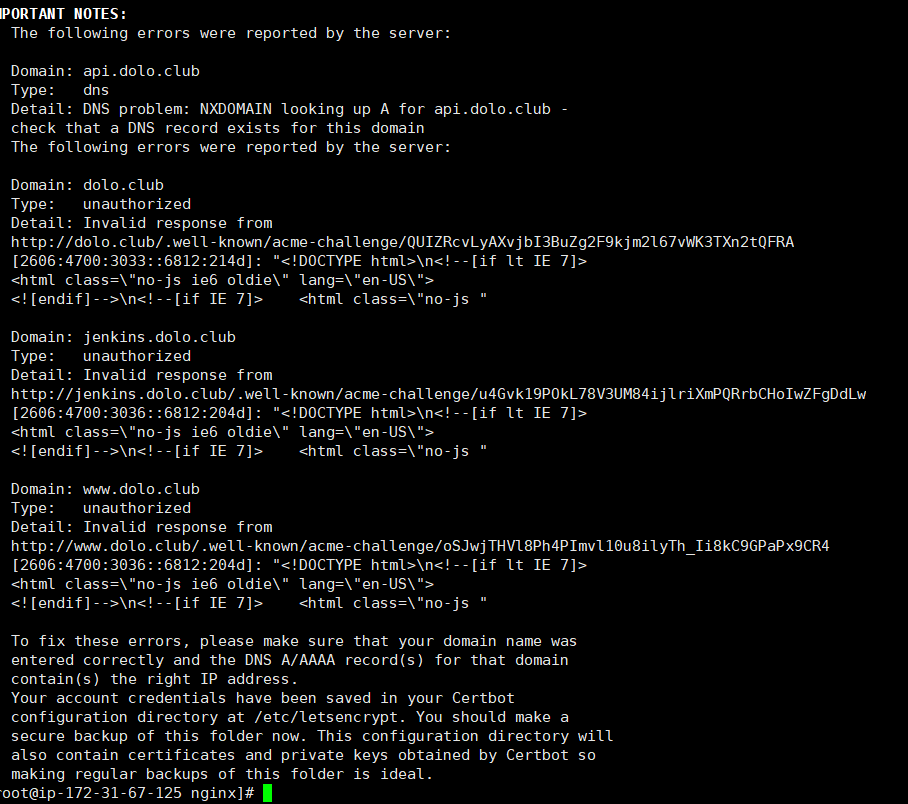 MPORTANT NOTES:
The following errors were reported by the server:
Domain: api.dolo.club
Type:   dns
Detail: DNS problem: NXDOMAIN looking up A for api.dolo.club -
check that a DNS record exists for this domain
The following errors were reported by the server:
Domain: dolo.club
Type:   unauthorized
Detail: Invalid response from
http://dolo.club/.well-known/acme-challenge/QUIZRcvLyAXvjbI3BuZg2F9kjm2l67vWK3TXn2tQFRA
[2606:4700:3033::6812:214d]: "<!DOCTYPE html>\n<!--[if lt IE 7]>
<html class=\"no-js ie6 oldie\" lang=\"en-US\">
<![endif]-->\n<!--[if IE 7]>    <html class=\"no-js "
Domain: jenkins.dolo.club
Type:   unauthorized
Detail: Invalid response from
http://jenkins.dolo.club/.well-known/acme-challenge/u4Gvk19POkL78V3UM84ijlriXmPQRrbCHoIwZFgDdLw
[2606:4700:3036::6812:204d]: "<!DOCTYPE html>\n<!--[if lt IE 7]>
<html class=\"no-js ie6 oldie\" lang=\"en-US\">
<![endif]-->\n<!--[if IE 7]>    <html class=\"no-js "
Domain: www.dolo.club
Type:   unauthorized
Detail: Invalid response from
http://www.dolo.club/.well-known/acme-challenge/oSJwjTHVl8Ph4PImvl10u8ilyTh_Ii8kC9GPaPx9CR4
[2606:4700:3036::6812:204d]: "<!DOCTYPE html>\n<!--[if lt IE 7]>
<html class=\"no-js ie6 oldie\" lang=\"en-US\">
<![endif]-->\n<!--[if IE 7]>    <html class=\"no-js "
To fix these errors, please make sure that your domain name was
entered correctly and the DNS A/AAAA record(s) for that domain
contain(s) the right IP address.
Your account credentials have been saved in your Certbot
configuration directory at /etc/letsencrypt. You should make a
secure backup of this folder now. This configuration directory will
also contain certificates and private keys obtained by Certbot so
making regular backups of this folder is ideal.
root@ip-172-31-67-125 nginx]#